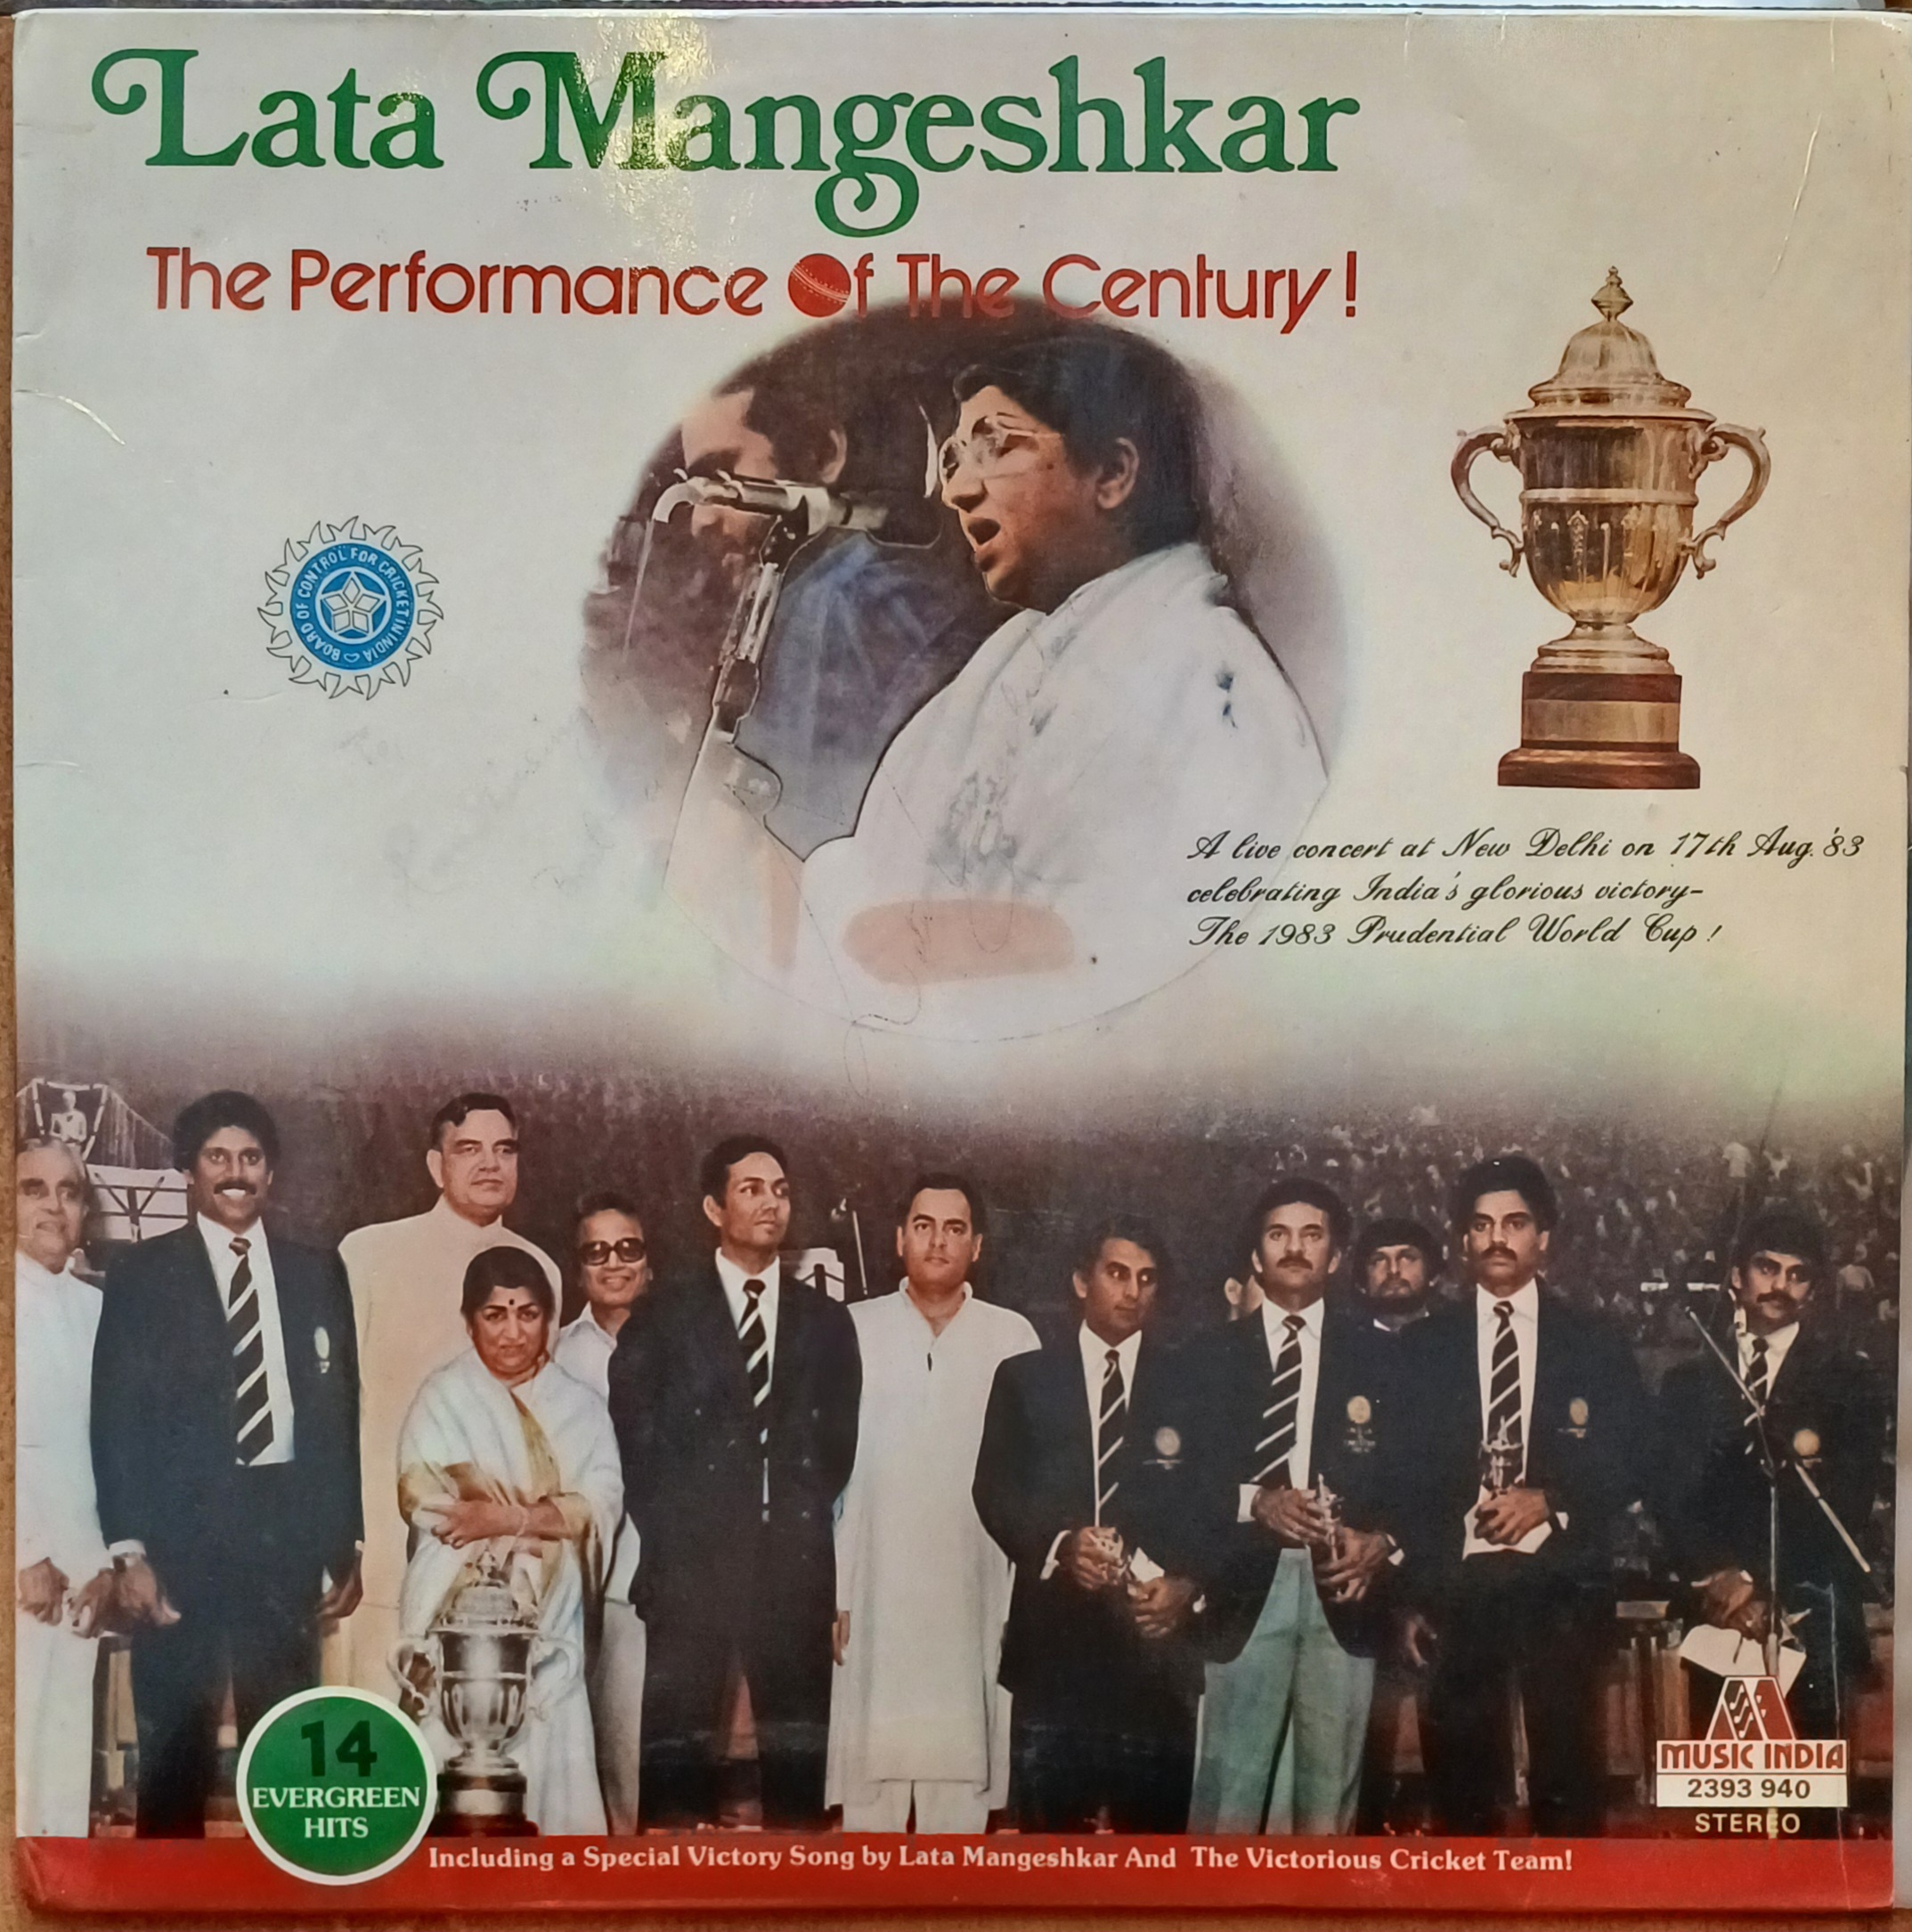 Lata Mangeshkar
The Performance Of The Century!
BOARD OF CONTROL FOR CRICKET IN INDIA
A live concert at New Delhi on 17th Aug.'83
celebrating India's glorious victory-
The 1983 Prudential World Cup!
14
EVERGREEN
HITS
MUSIC INDIA
2393 940
STEREO
Including a Special Victory Song by Lata Mangeshkar And The Victorious Cricket Team!